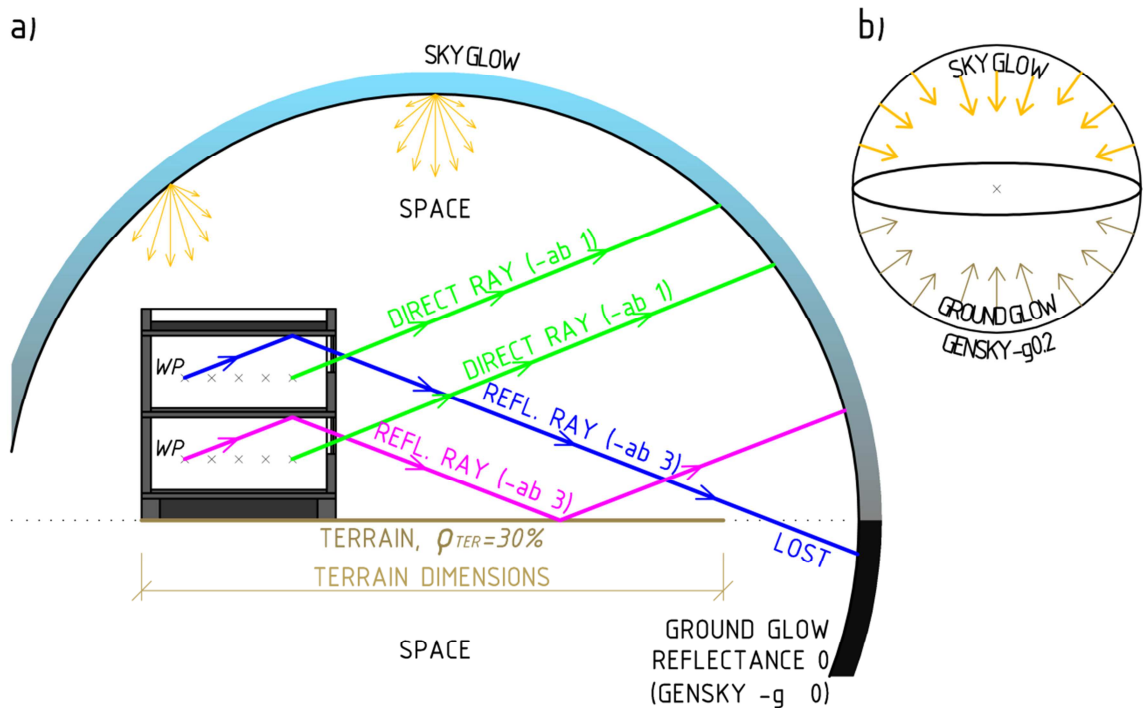 a)
SKY GLOW
SPACE
DIRECT RAY (-ab 1)
DIRECT RAY (-ab 1)
WP
REFL. RAY (-ab 3)
WP
REFL. RAY (-ab 3)
LOST
TERRAIN, ρTER=30%
TERRAIN DIMENSIONS
SPACE
GROUND GLOW
REFLECTANCE 0
(GENSKY -g 0)
b)
SKY GLOW
GROUND GLOW
GENSKY-g0.2